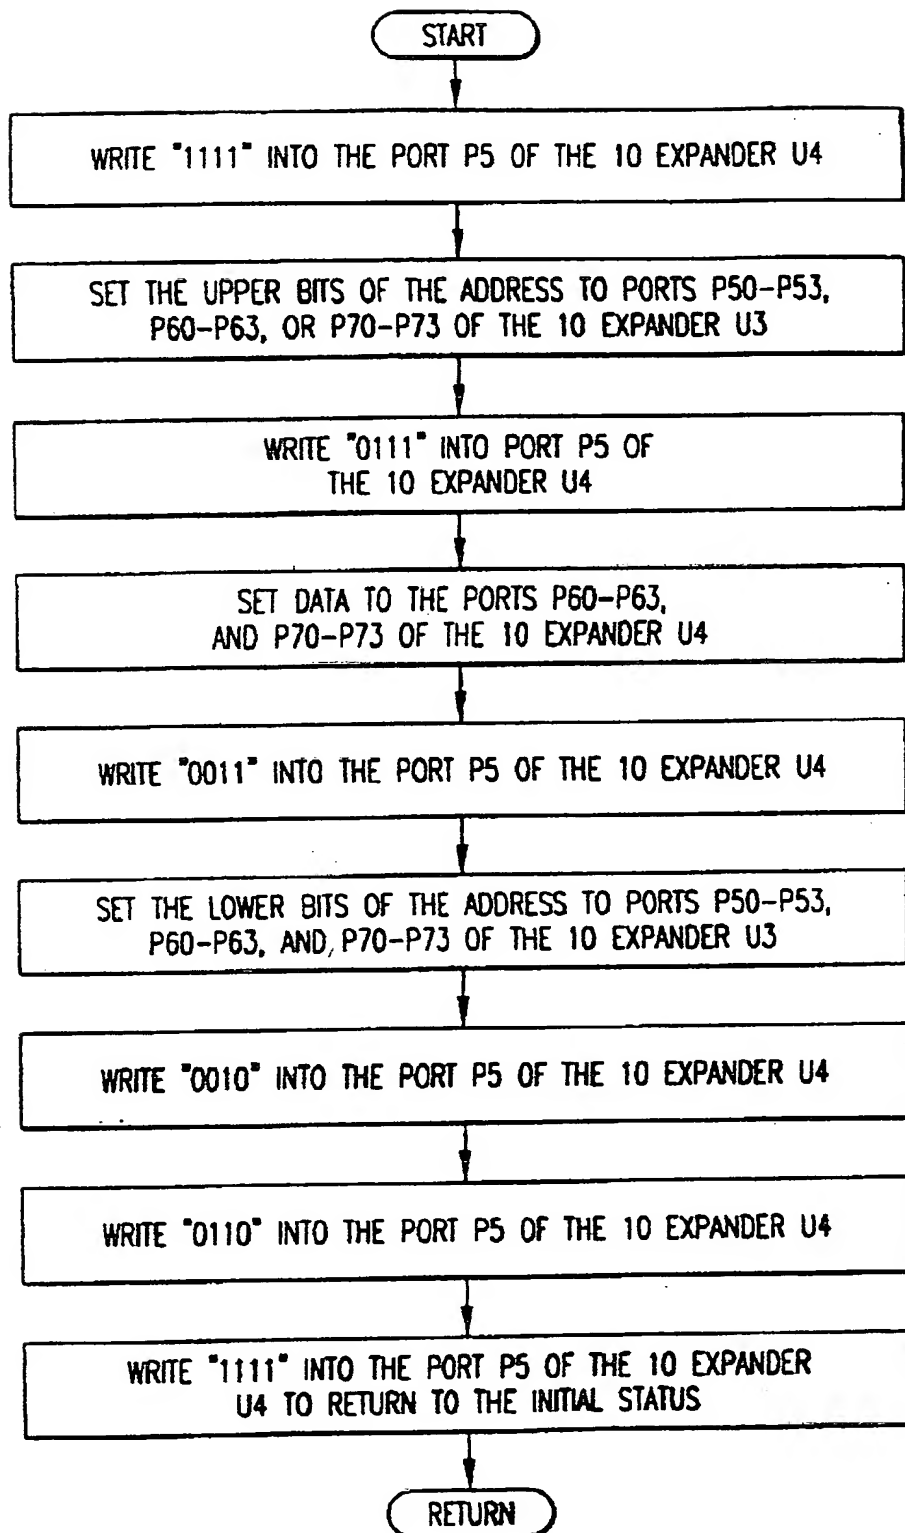 START
WRITE "1111" INTO THE PORT P5 OF THE 10 EXPANDER U4
SET THE UPPER BITS OF THE ADDRESS TO PORTS P50-P53,
P60-P63, OR P70-P73 OF THE 10 EXPANDER U3
WRITE "0111" INTO PORT P5 OF
THE 10 EXPANDER U4
SET DATA TO THE PORTS P60-P63,
AND P70-P73 OF THE 10 EXPANDER U4
WRITE "0011" INTO THE PORT P5 OF THE 10 EXPANDER U4
SET THE LOWER BITS OF THE ADDRESS TO PORTS P50-P53,
P60-P63, AND, P70-P73 OF THE 10 EXPANDER U3
WRITE "0010" INTO THE PORT P5 OF THE 10 EXPANDER U4
WRITE "0110" INTO THE PORT P5 OF THE 10 EXPANDER U4
WRITE "1111" INTO THE PORT P5 OF THE 10 EXPANDER
U4 TO RETURN TO THE INITIAL STATUS
RETURN